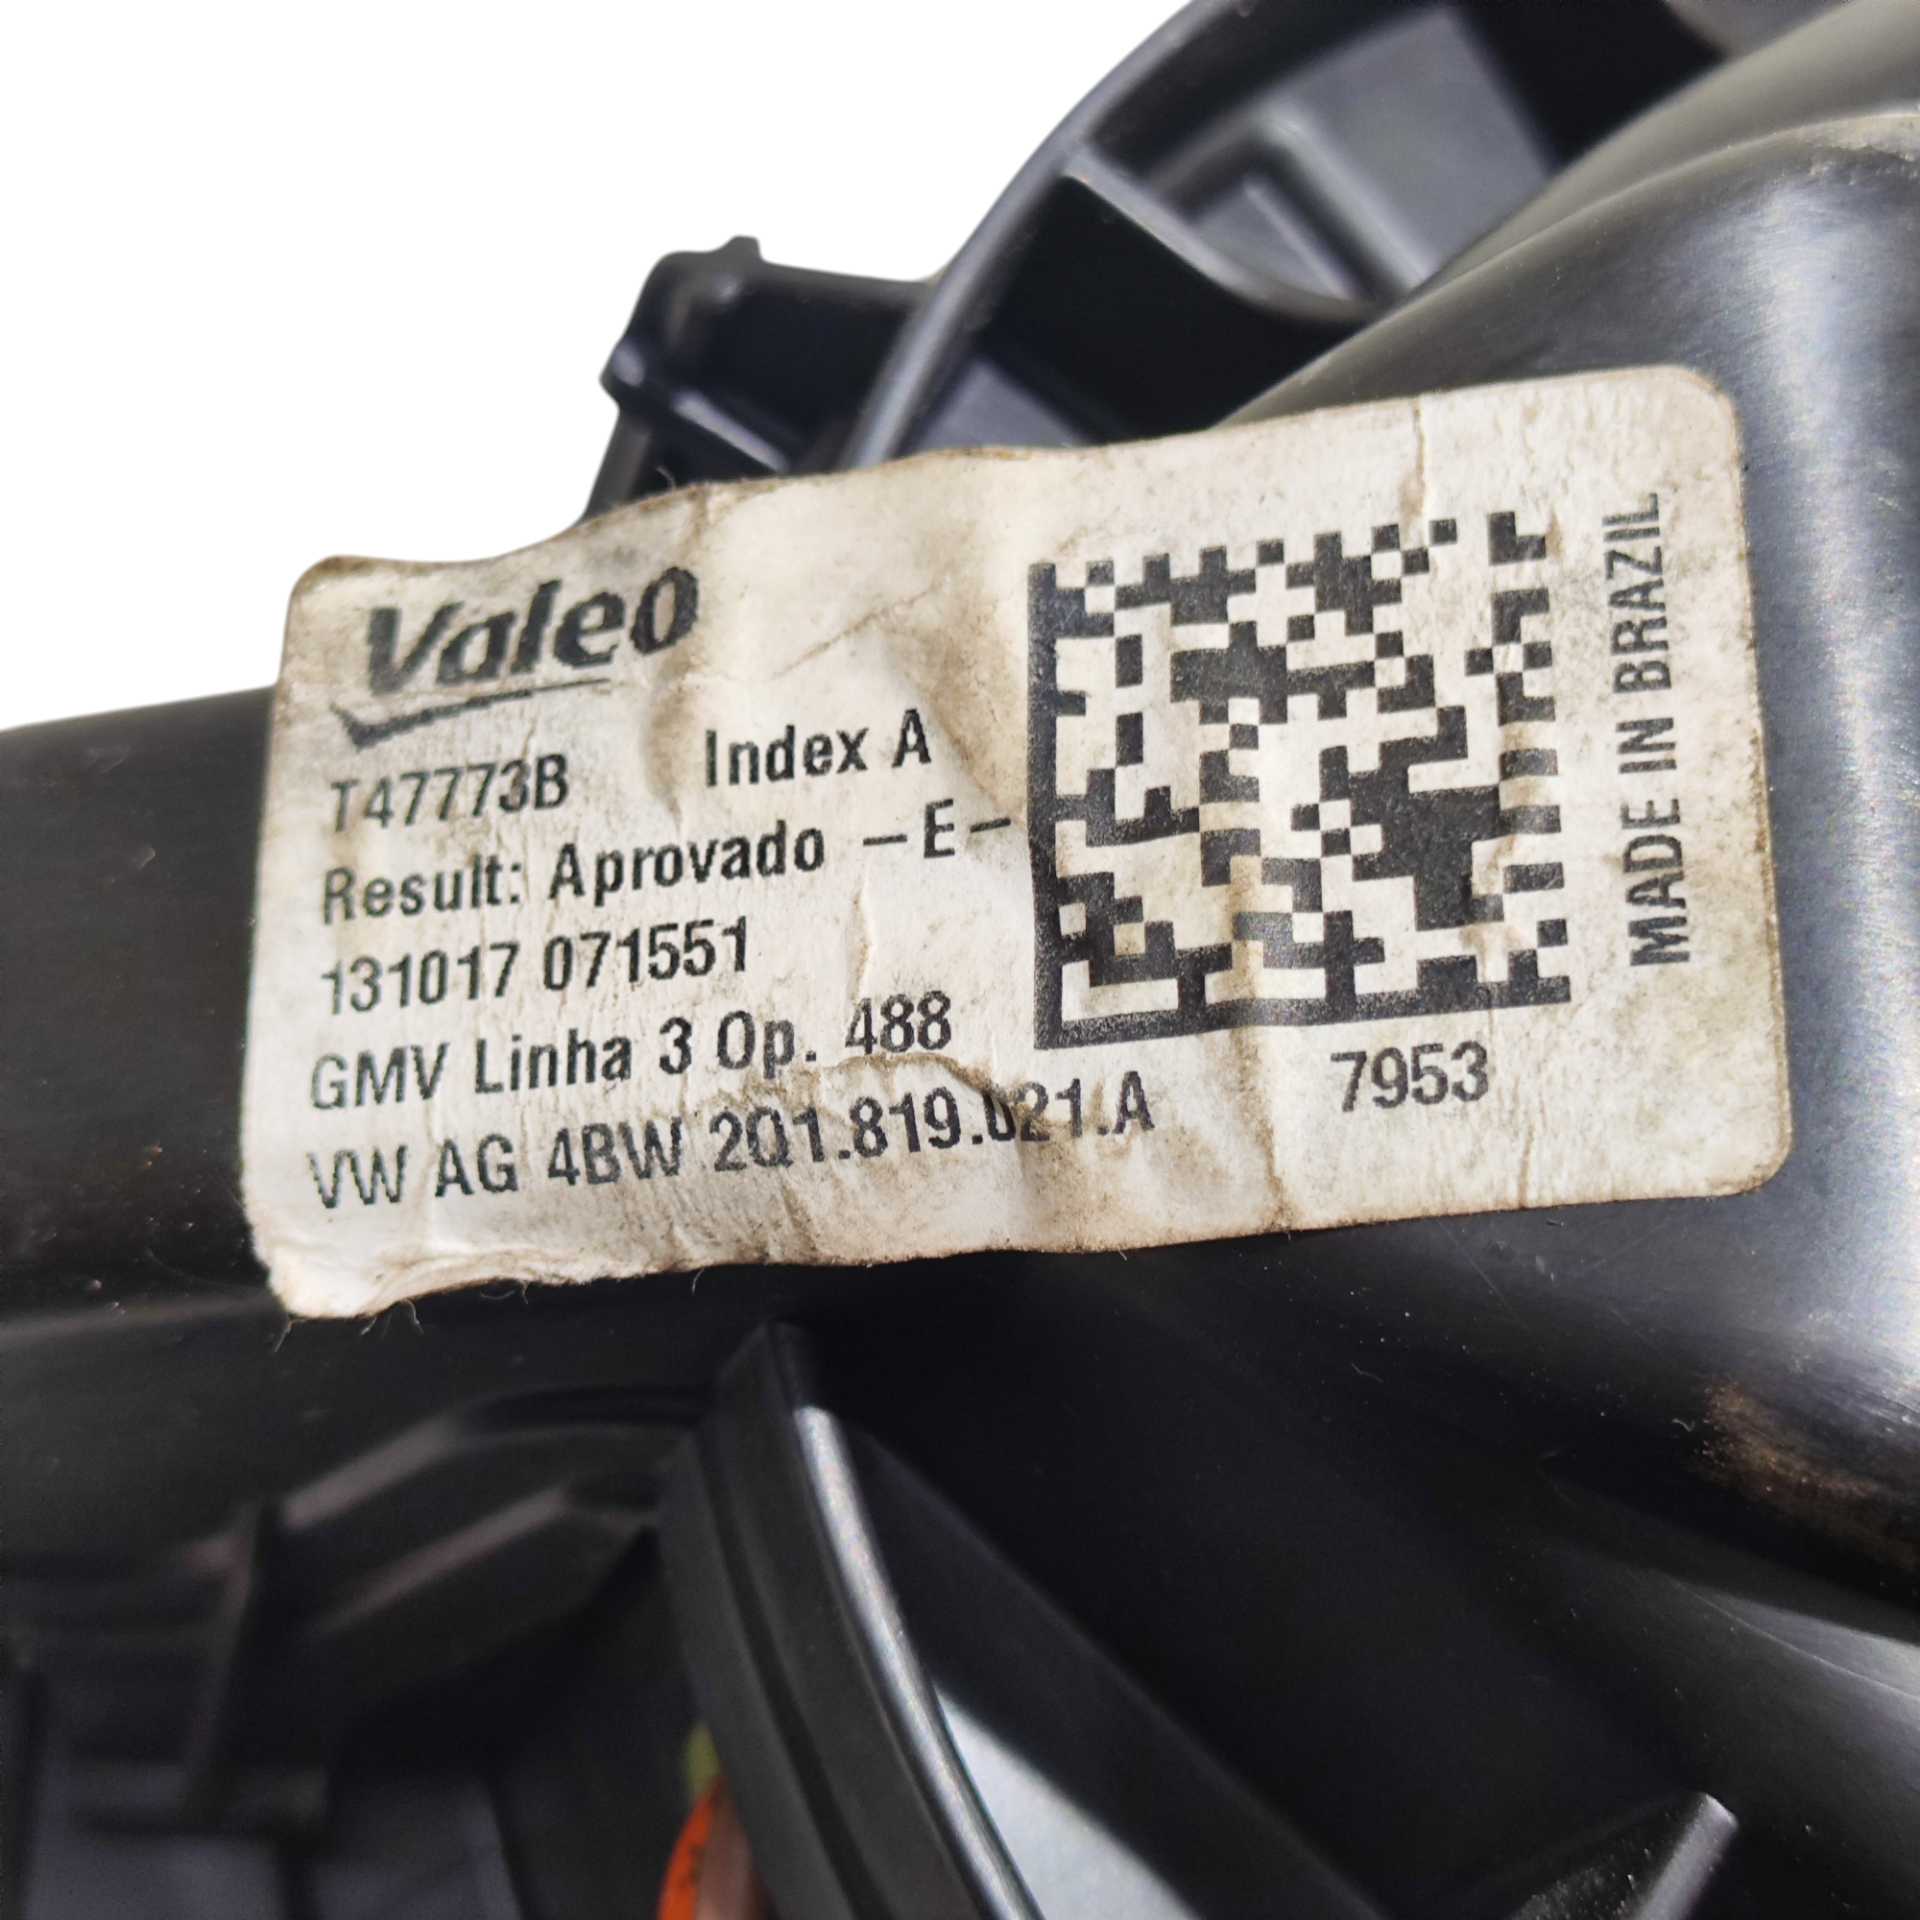 Valeo
T47773B Index A
Result: Aprovado -E-
131017 071551
GMV Linha 3 Op. 488
VW AG 4BW 2Q1.819.021.A
7953
MADE IN BRAZIL